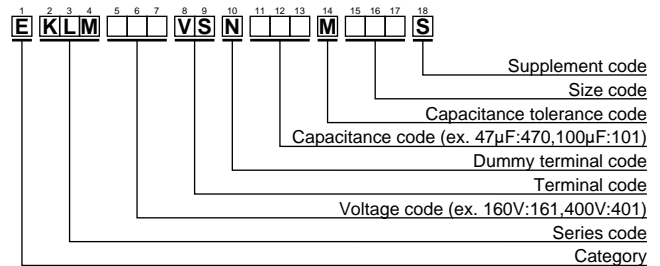 1 2 3 4 5 6 7 8 9 10 11 12 13 14 15 16 17 18
E K L M V S N M S
Supplement code
Size code
Capacitance tolerance code
Capacitance code (ex. 47µF:470,100µF:101)
Dummy terminal code
Terminal code
Voltage code (ex. 160V:161,400V:401)
Series code
Category